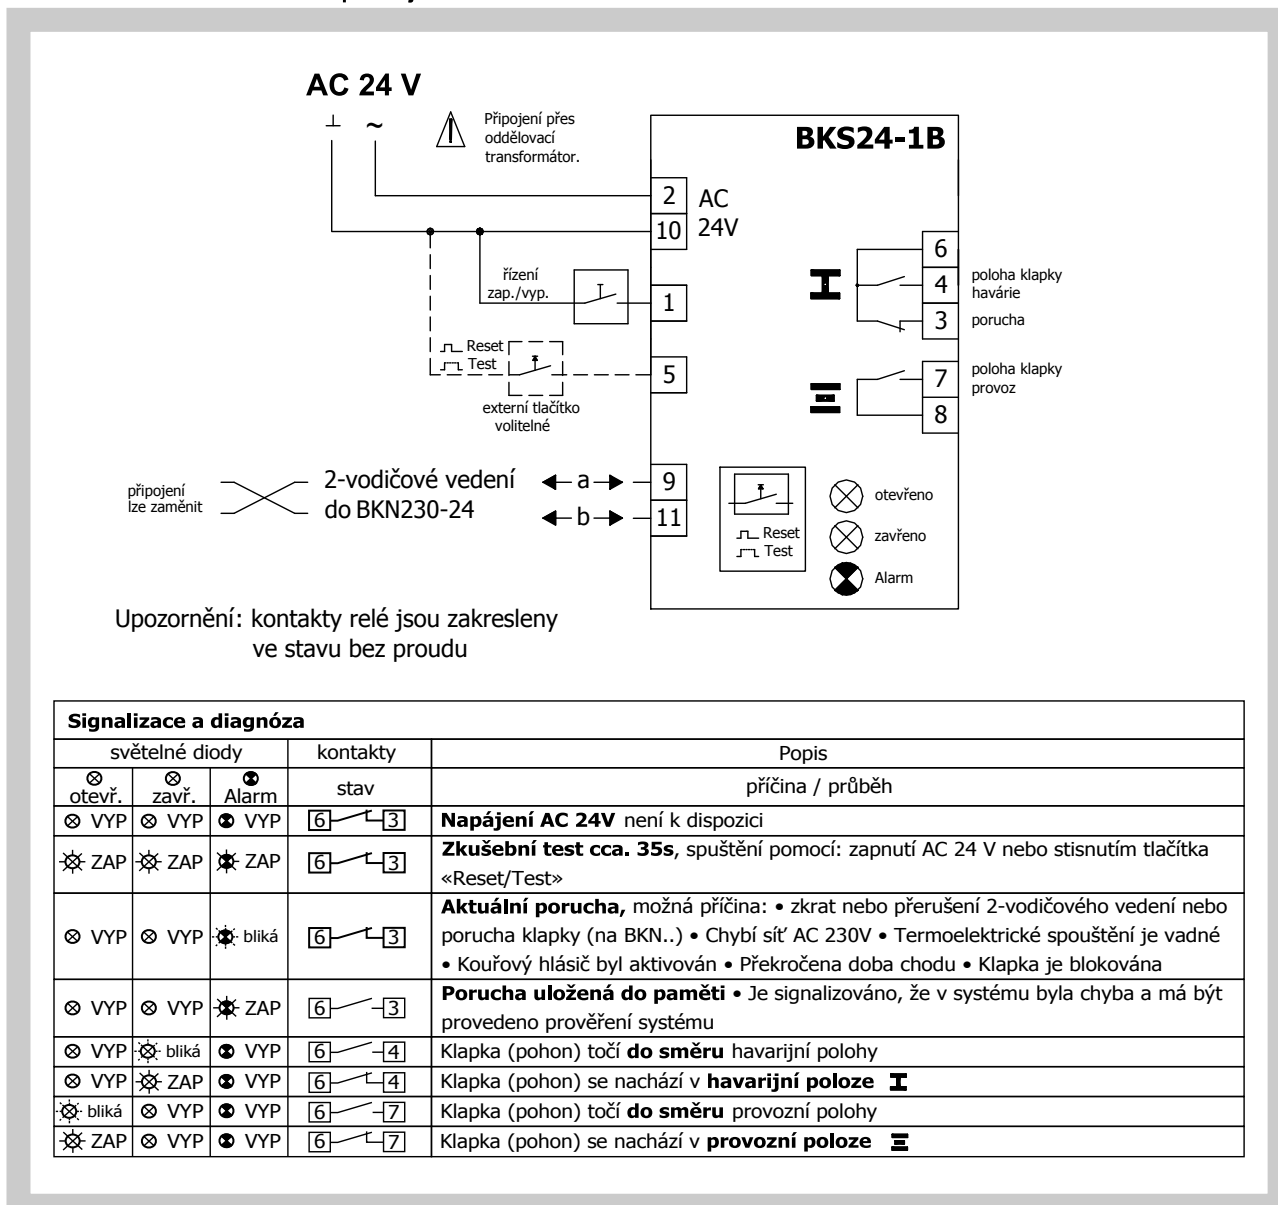 AC 24 V
⊥ ~
Připojení přes
oddělovací
transformátor.
BKS24-1B
2
10
AC
24V
řízení
zap./vyp.
1
Reset
Test
5
externí tlačítko
volitelné
6
4
3
poloha klapky
havárie
porucha
7
8
poloha klapky
provoz
připojení
lze zaměnit
2-vodičové vedení
do BKN230-24
a
b
9
11
Reset
Test
otevřeno
zavřeno
Alarm
Upozornění: kontakty relé jsou zakresleny
ve stavu bez proudu
Signalizace a diagnóza
světelné diody kontakty Popis
otevř. zavř. Alarm stav příčina / průběh
VYP VYP VYP 6 3 Napájení AC 24V není k dispozici
ZAP ZAP ZAP 6 3 Zkušební test cca. 35s, spuštění pomocí: zapnutí AC 24 V nebo stisnutím tlačítka
«Reset/Test»
VYP VYP bliká 6 3 Aktuální porucha, možná příčina: • zkrat nebo přerušení 2-vodičového vedení nebo
porucha klapky (na BKN..) • Chybí síť AC 230V • Termoelektrické spouštění je vadné
• Kouřový hlásič byl aktivován • Překročena doba chodu • Klapka je blokována
VYP VYP ZAP 6 3 Porucha uložená do paměti • Je signalizováno, že v systému byla chyba a má být
provedeno prověření systému
VYP bliká VYP 6 4 Klapka (pohon) točí do směru havarijní polohy
VYP ZAP VYP 6 4 Klapka (pohon) se nachází v havarijní poloze
bliká VYP VYP 6 7 Klapka (pohon) točí do směru provozní polohy
ZAP VYP VYP 6 7 Klapka (pohon) se nachází v provozní poloze